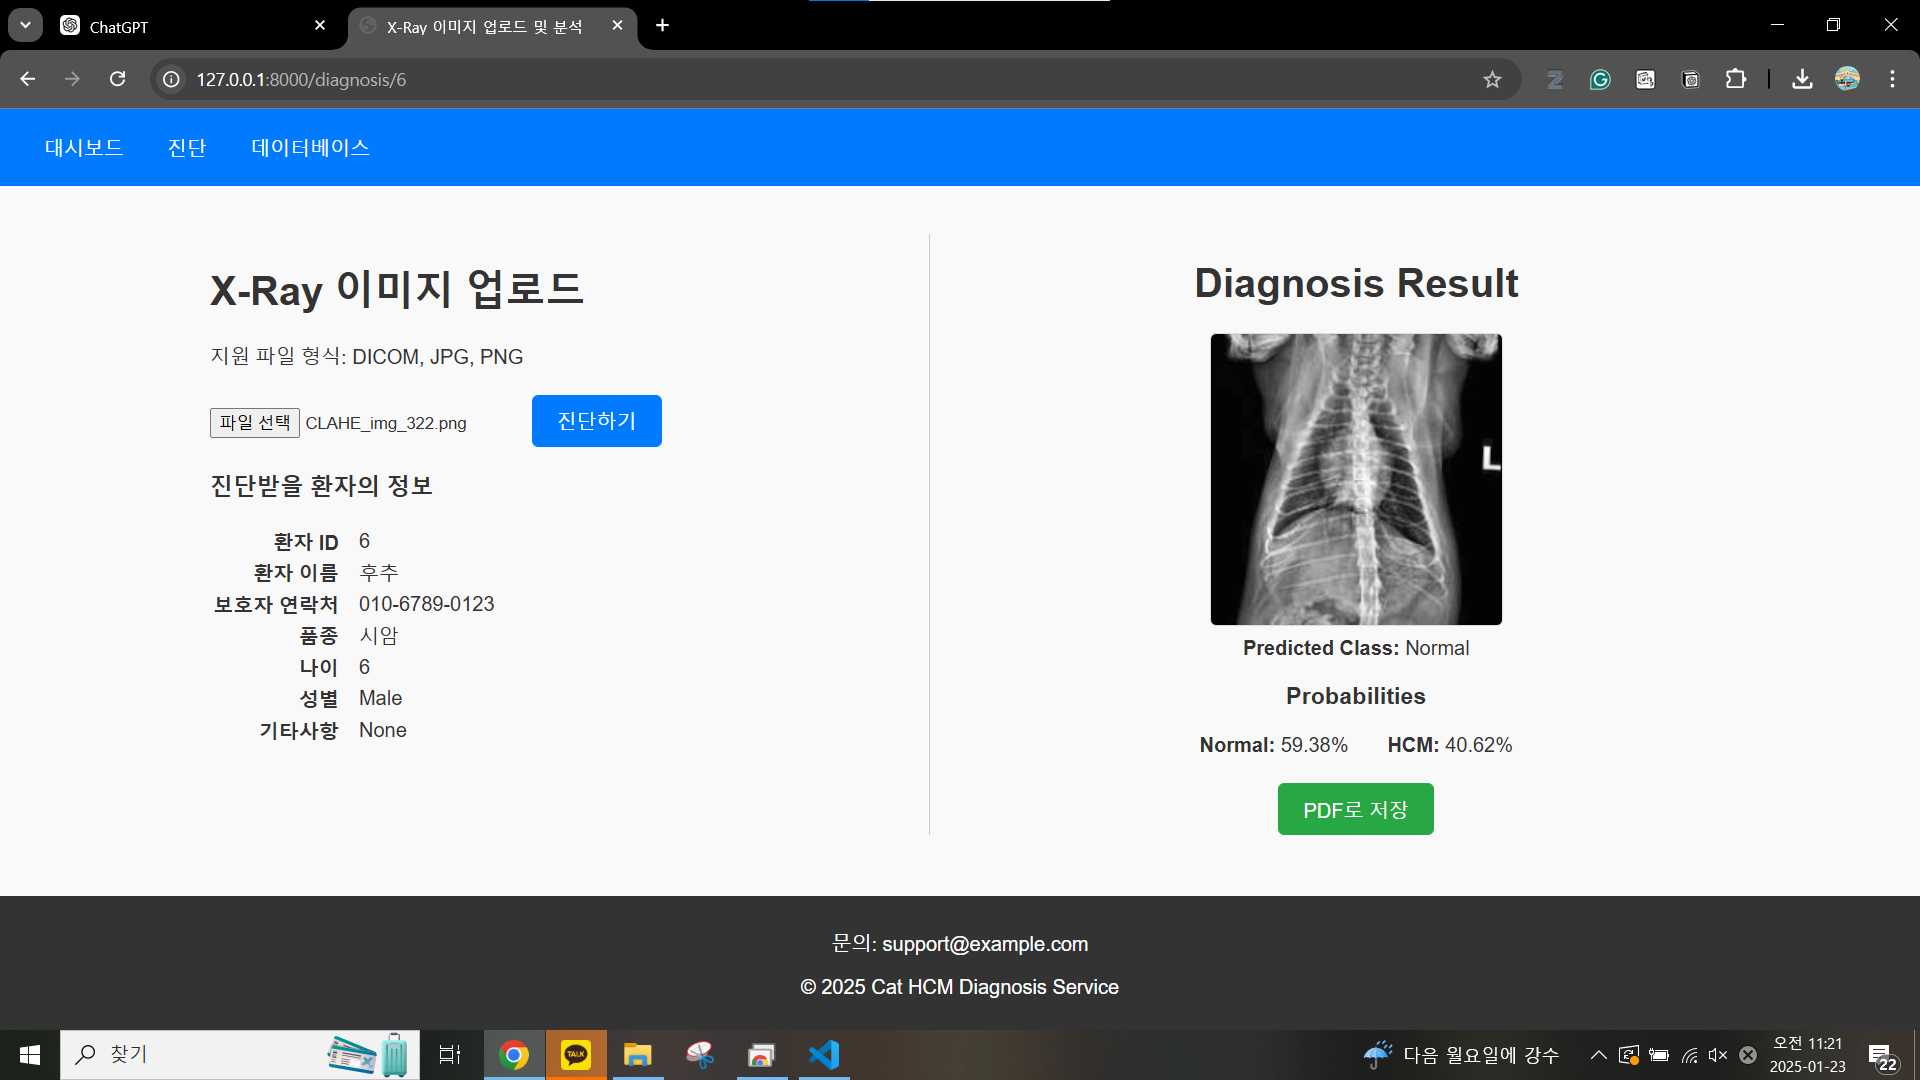 ChatGPT
X-Ray 이미지 업로드 및 분석
127.0.0.1:8000/diagnosis/6
대시보드 진단 데이터베이스
X-Ray 이미지 업로드
지원 파일 형식: DICOM, JPG, PNG
파일 선택 CLAHE_img_322.png 진단하기
진단받을 환자의 정보
환자 ID 6
환자 이름 후추
보호자 연락처 010-6789-0123
품종 시암
나이 6
성별 Male
기타사항 None
Diagnosis Result
L
Predicted Class: Normal
Probabilities
Normal: 59.38% HCM: 40.62%
PDF로 저장
문의: support@example.com
© 2025 Cat HCM Diagnosis Service
찾기
TALK
다음 월요일에 강수
오전 11:21
2025-01-23
22